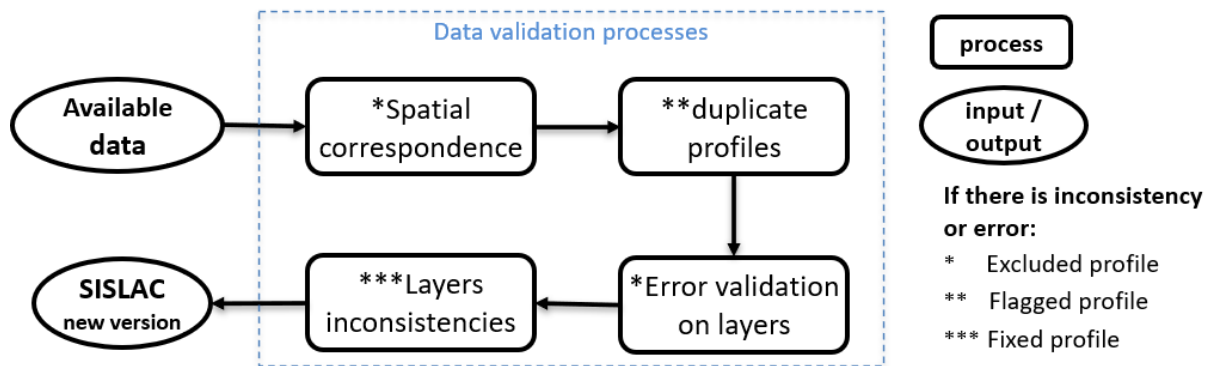 Data validation processes
Available
data
*Spatial
correspondence
**duplicate
profiles
*Error validation
on layers
***Layers
inconsistencies
SISLAC
new version
process
input /
output
If there is inconsistency
or error:
* Excluded profile
** Flagged profile
*** Fixed profile